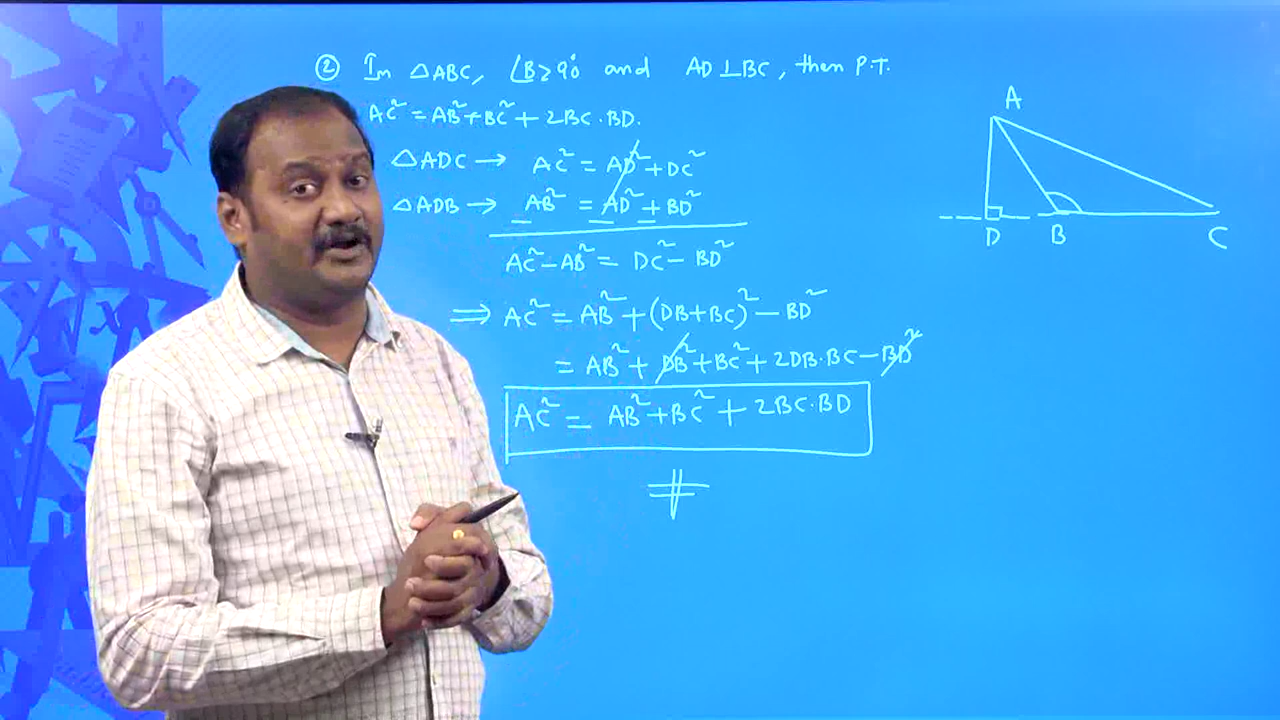 ② In △ABC, ∠B>90° and AD⊥BC, then P.T.
AC² = AB²+BC² + 2BC·BD.
△ADC → AC² = AD² + DC²
△ADB → AB² = AD² + BD²
AC² - AB² = DC² - BD²
⇒ AC² = AB² + (DB+BC)² - BD²
= AB² + DB² + BC² + 2DB·BC - BD²
AC² = AB² + BC² + 2BC·BD
A
D B C